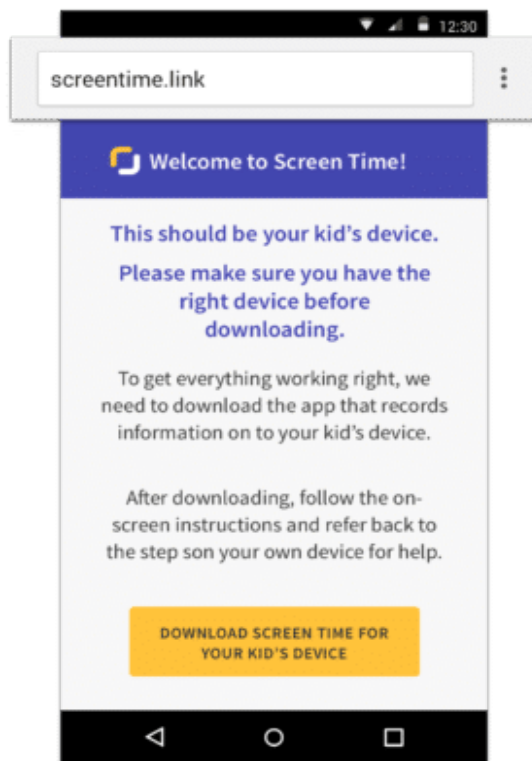 12:30
screentime.link
Welcome to Screen Time!
This should be your kid's device.
Please make sure you have the
right device before
downloading.
To get everything working right, we
need to download the app that records
information on to your kid's device.
After downloading, follow the on-
screen instructions and refer back to
the step son your own device for help.
DOWNLOAD SCREEN TIME FOR
YOUR KID'S DEVICE